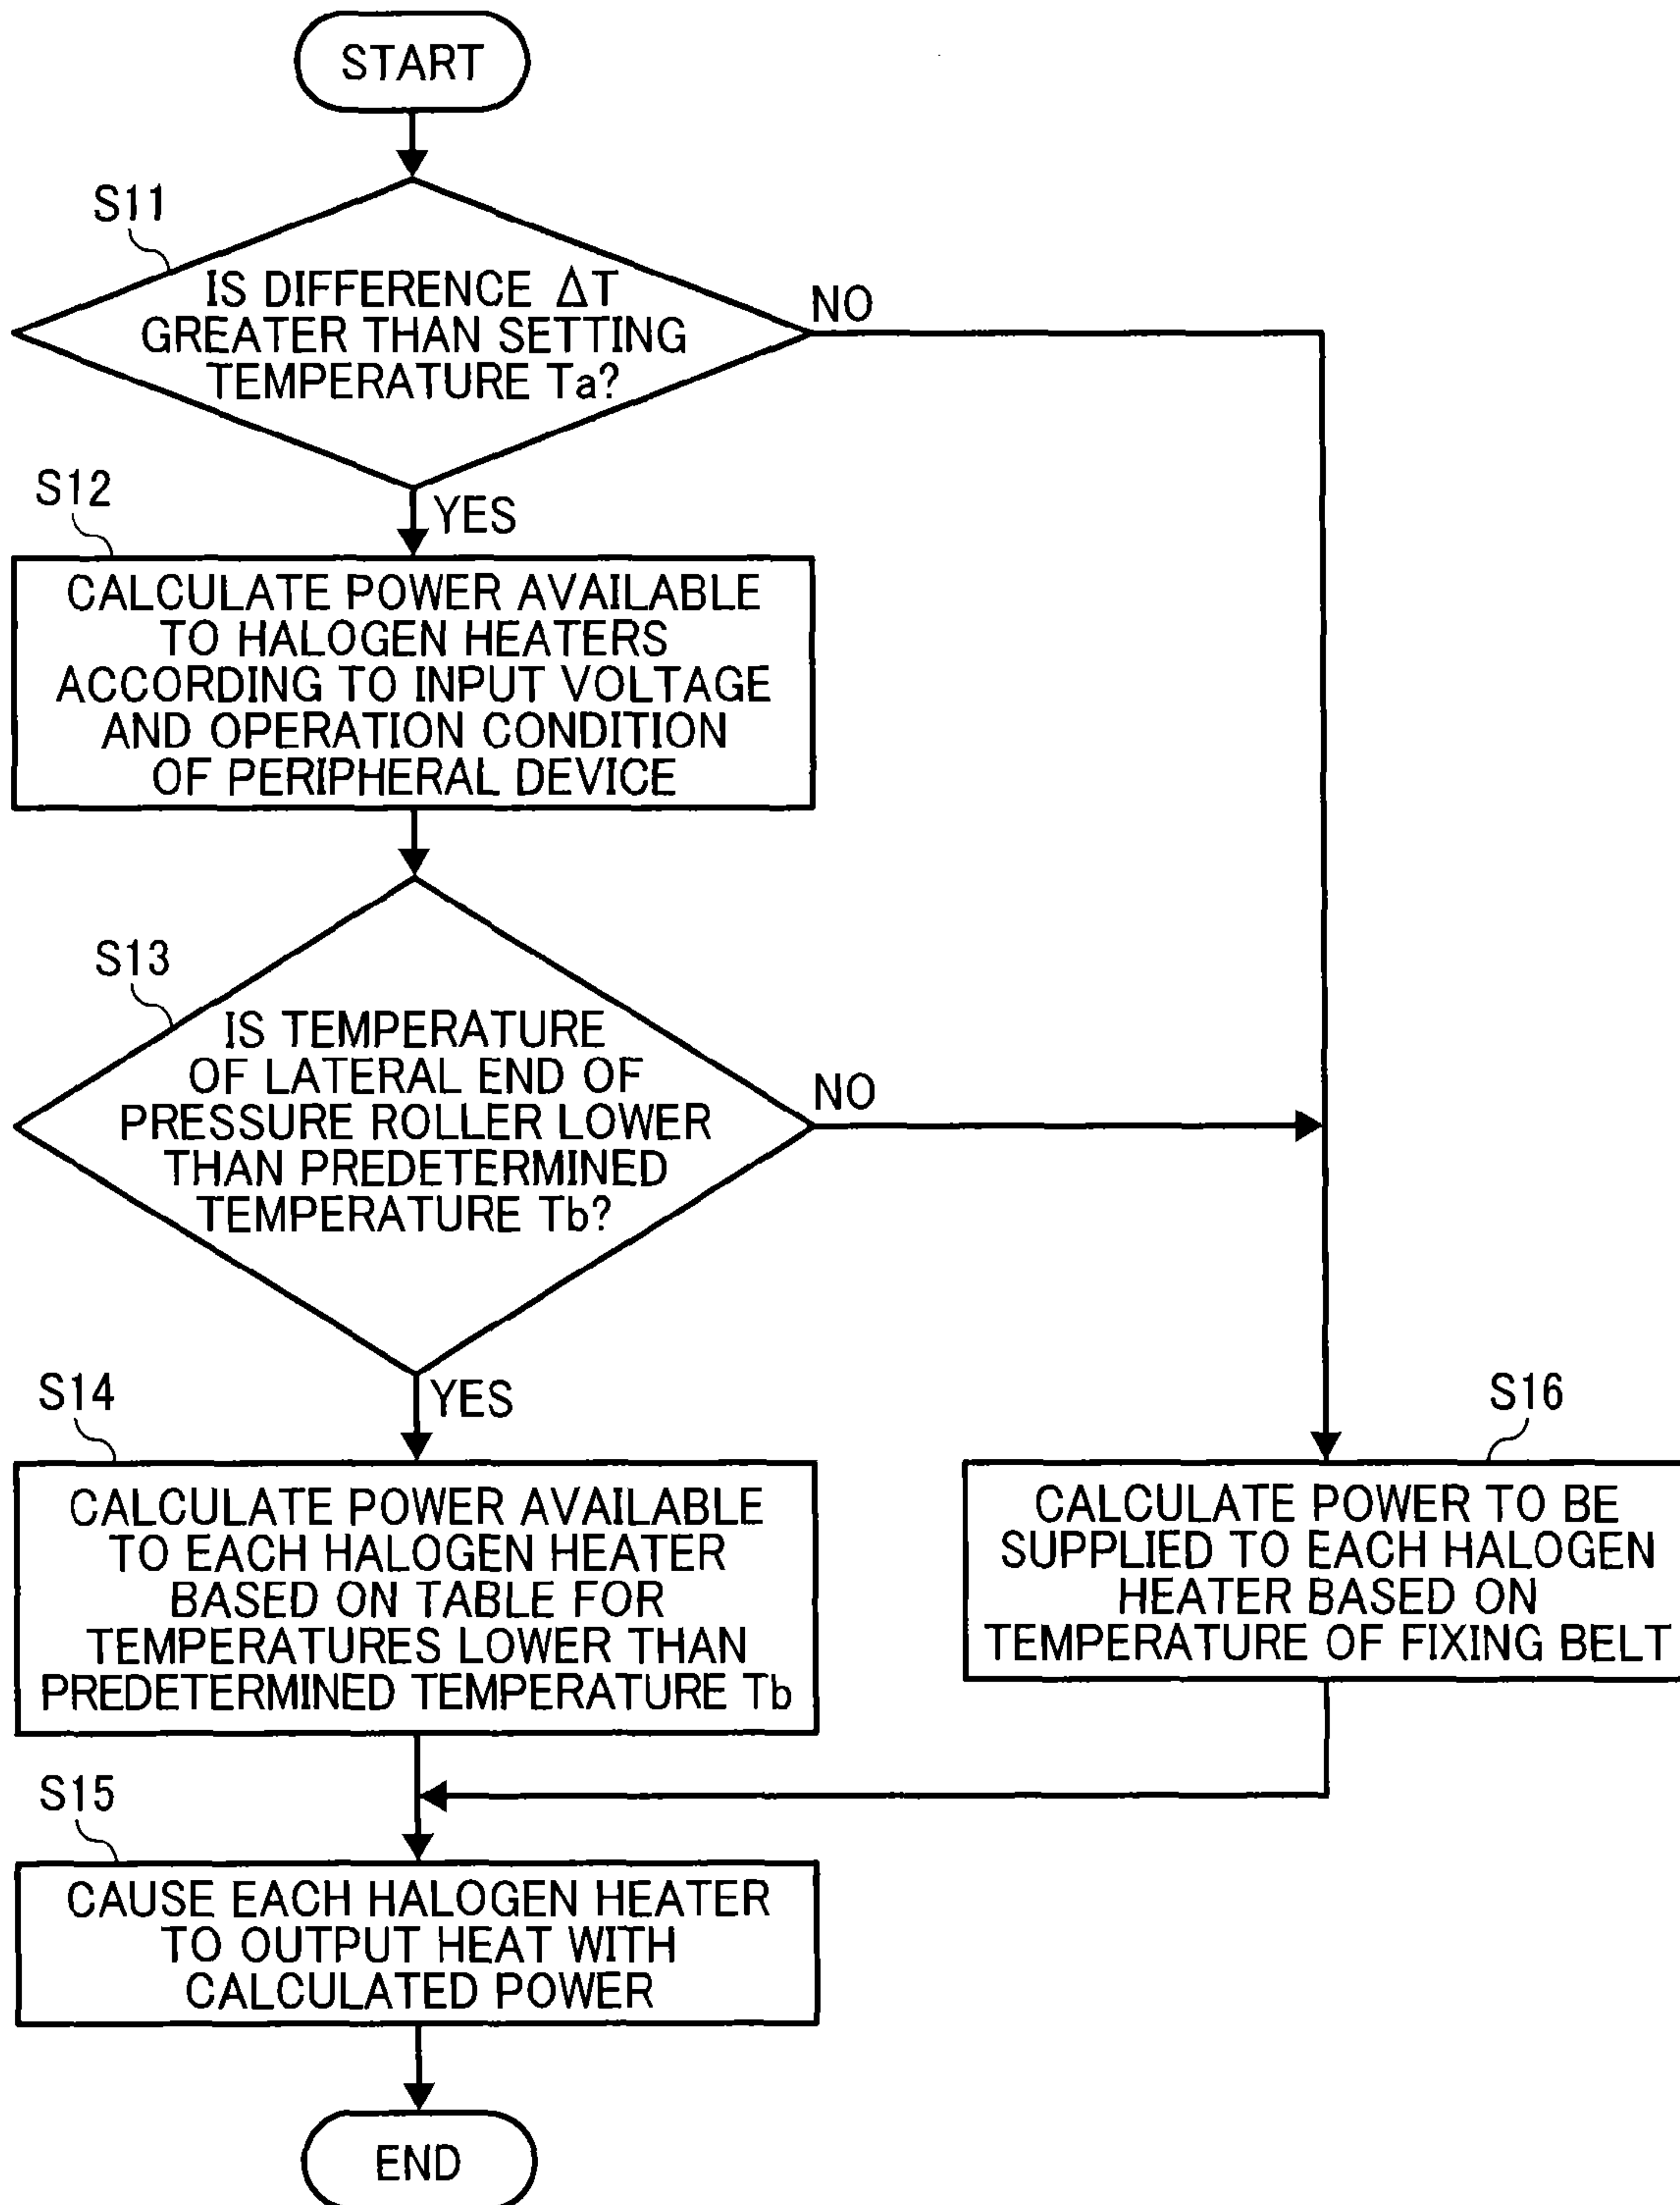 START
S11
IS DIFFERENCE ΔT
GREATER THAN SETTING
TEMPERATURE Ta?
NO
YES
S12
CALCULATE POWER AVAILABLE
TO HALOGEN HEATERS
ACCORDING TO INPUT VOLTAGE
AND OPERATION CONDITION
OF PERIPHERAL DEVICE
S13
IS TEMPERATURE
OF LATERAL END OF
PRESSURE ROLLER LOWER
THAN PREDETERMINED
TEMPERATURE Tb?
NO
YES
S14
CALCULATE POWER AVAILABLE
TO EACH HALOGEN HEATER
BASED ON TABLE FOR
TEMPERATURES LOWER THAN
PREDETERMINED TEMPERATURE Tb
S16
CALCULATE POWER TO BE
SUPPLIED TO EACH HALOGEN
HEATER BASED ON
TEMPERATURE OF FIXING BELT
S15
CAUSE EACH HALOGEN HEATER
TO OUTPUT HEAT WITH
CALCULATED POWER
END